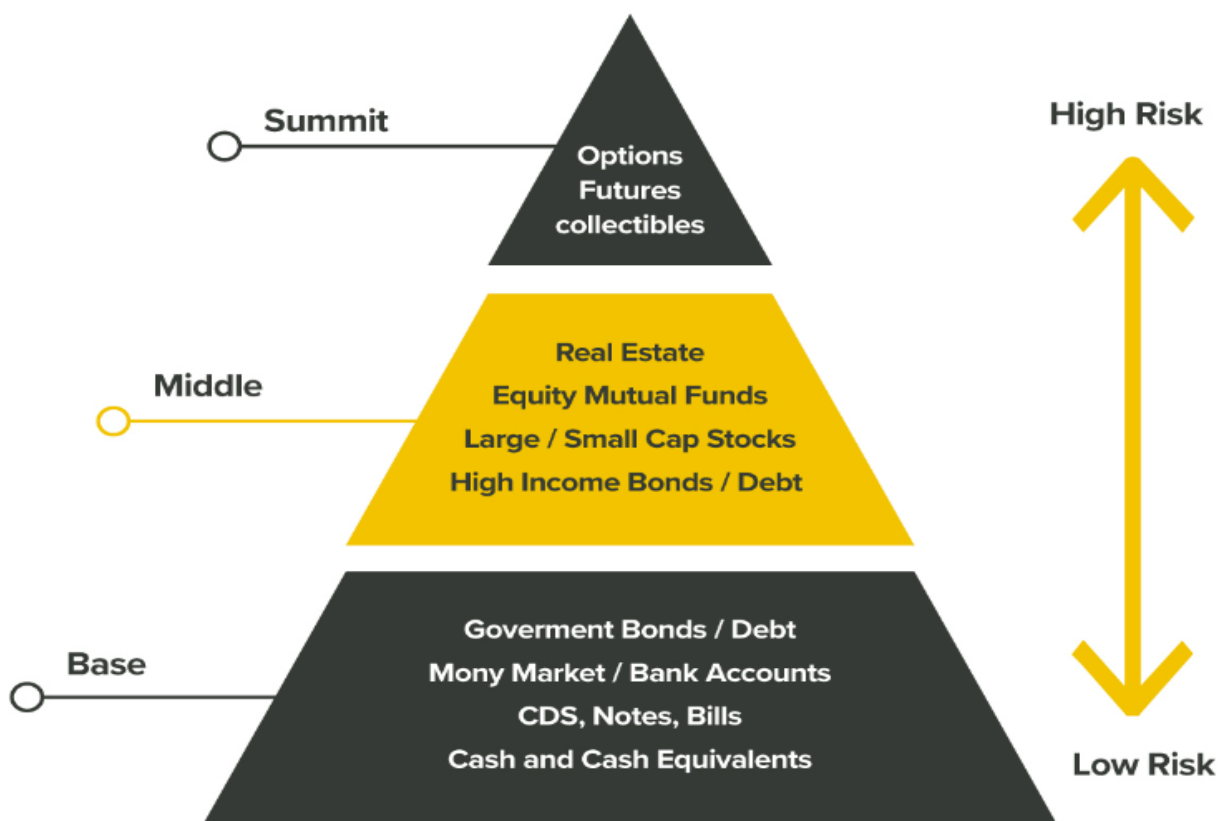 Summit
High Risk
Options
Futures
collectibles
Middle
Real Estate
Equity Mutual Funds
Large / Small Cap Stocks
High Income Bonds / Debt
Base
Goverment Bonds / Debt
Mony Market / Bank Accounts
CDS, Notes, Bills
Cash and Cash Equivalents
Low Risk